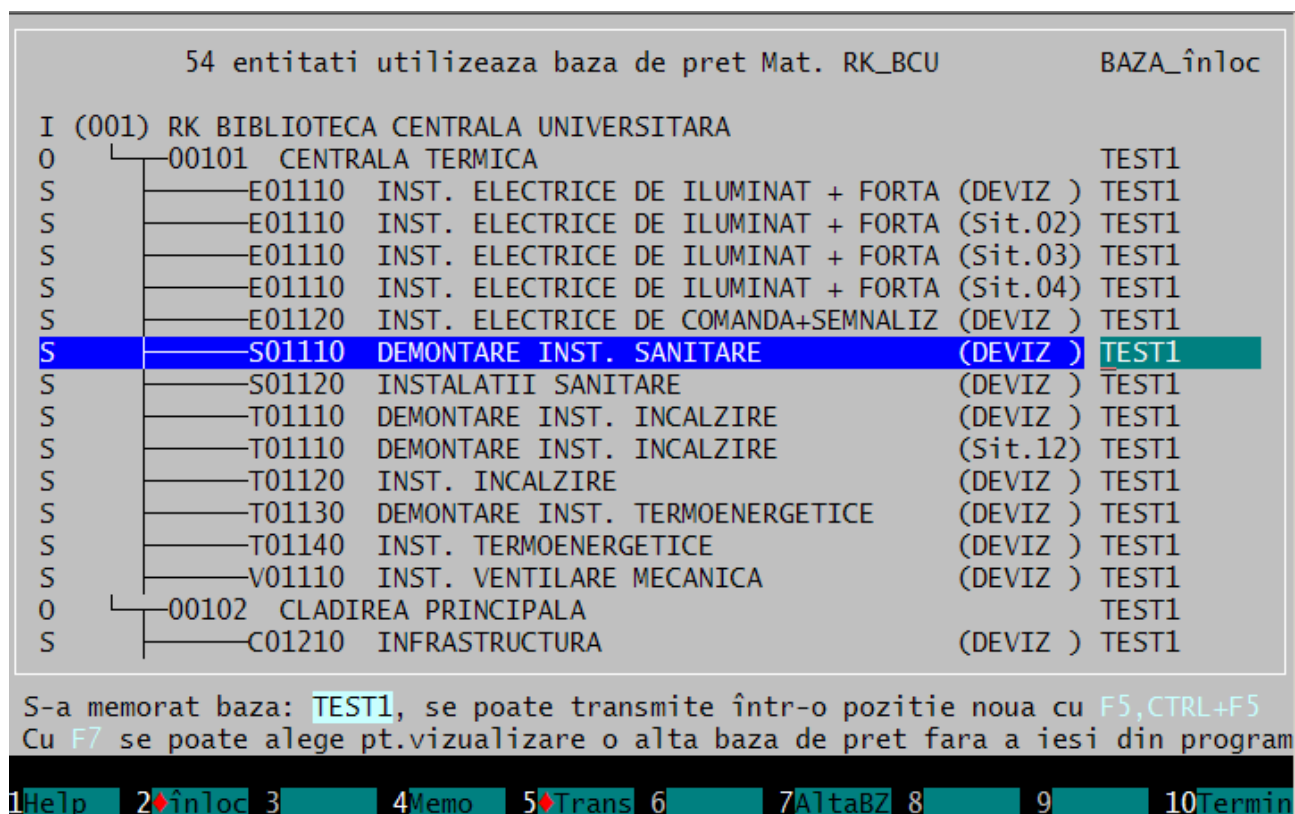 54 entitati utilizeaza baza de pret Mat. RK_BCU BAZA_înloc
I (001) RK BIBLIOTECA CENTRALA UNIVERSITARA
O 00101 CENTRALA TERMICA TEST1
S E01110 INST. ELECTRICE DE ILUMINAT + FORTA (DEVIZ ) TEST1
S E01110 INST. ELECTRICE DE ILUMINAT + FORTA (Sit.02) TEST1
S E01110 INST. ELECTRICE DE ILUMINAT + FORTA (Sit.03) TEST1
S E01110 INST. ELECTRICE DE ILUMINAT + FORTA (Sit.04) TEST1
S E01120 INST. ELECTRICE DE COMANDA+SEMNALIZ (DEVIZ ) TEST1
S S01110 DEMONTARE INST. SANITARE (DEVIZ ) TEST1
S S01120 INSTALATII SANITARE (DEVIZ ) TEST1
S T01110 DEMONTARE INST. INCALZIRE (DEVIZ ) TEST1
S T01110 DEMONTARE INST. INCALZIRE (Sit.12) TEST1
S T01120 INST. INCALZIRE (DEVIZ ) TEST1
S T01130 DEMONTARE INST. TERMOENERGETICE (DEVIZ ) TEST1
S T01140 INST. TERMOENERGETICE (DEVIZ ) TEST1
S V01110 INST. VENTILARE MECANICA (DEVIZ ) TEST1
O 00102 CLADIREA PRINCIPALA TEST1
S C01210 INFRASTRUCTURA (DEVIZ ) TEST1
S-a memorat baza: TEST1, se poate transmite într-o pozitie noua cu F5,CTRL+F5
Cu F7 se poate alege pt.vizualizare o alta baza de pret fara a iesi din program
1Help 2♦înloc 3 4Memo 5♦Trans 6 7AltaBZ 8 9 10Termin